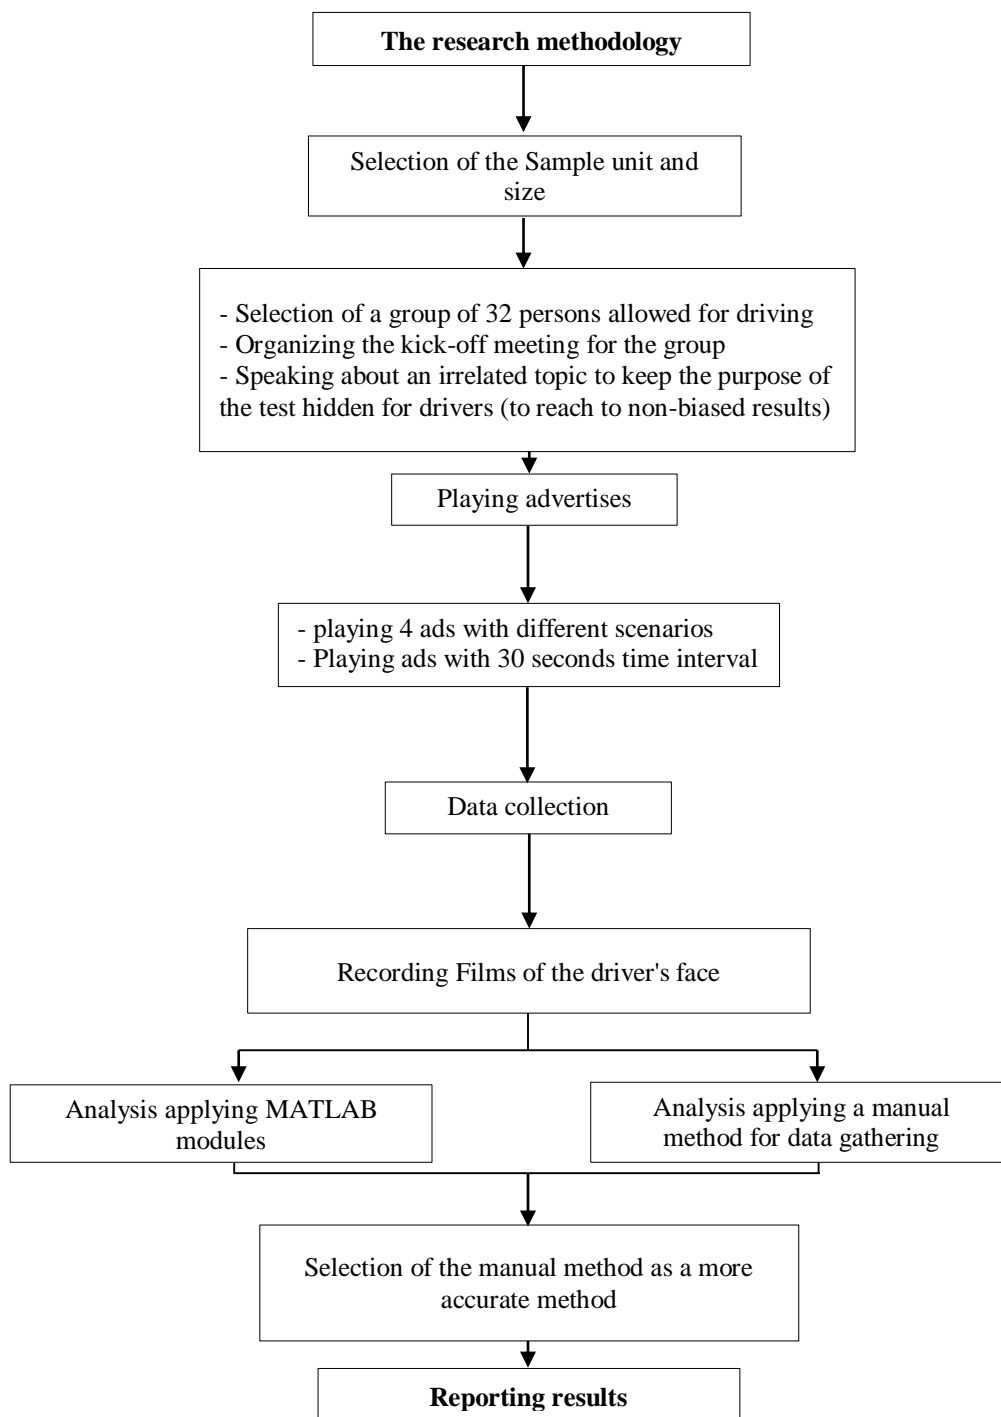 The research methodology
Selection of the Sample unit and
size
- Selection of a group of 32 persons allowed for driving
- Organizing the kick-off meeting for the group
- Speaking about an irrelated topic to keep the purpose of
the test hidden for drivers (to reach to non-biased results)
Playing advertises
- playing 4 ads with different scenarios
- Playing ads with 30 seconds time interval
Data collection
Recording Films of the driver's face
Analysis applying MATLAB
modules
Analysis applying a manual
method for data gathering
Selection of the manual method as a more
accurate method
Reporting results